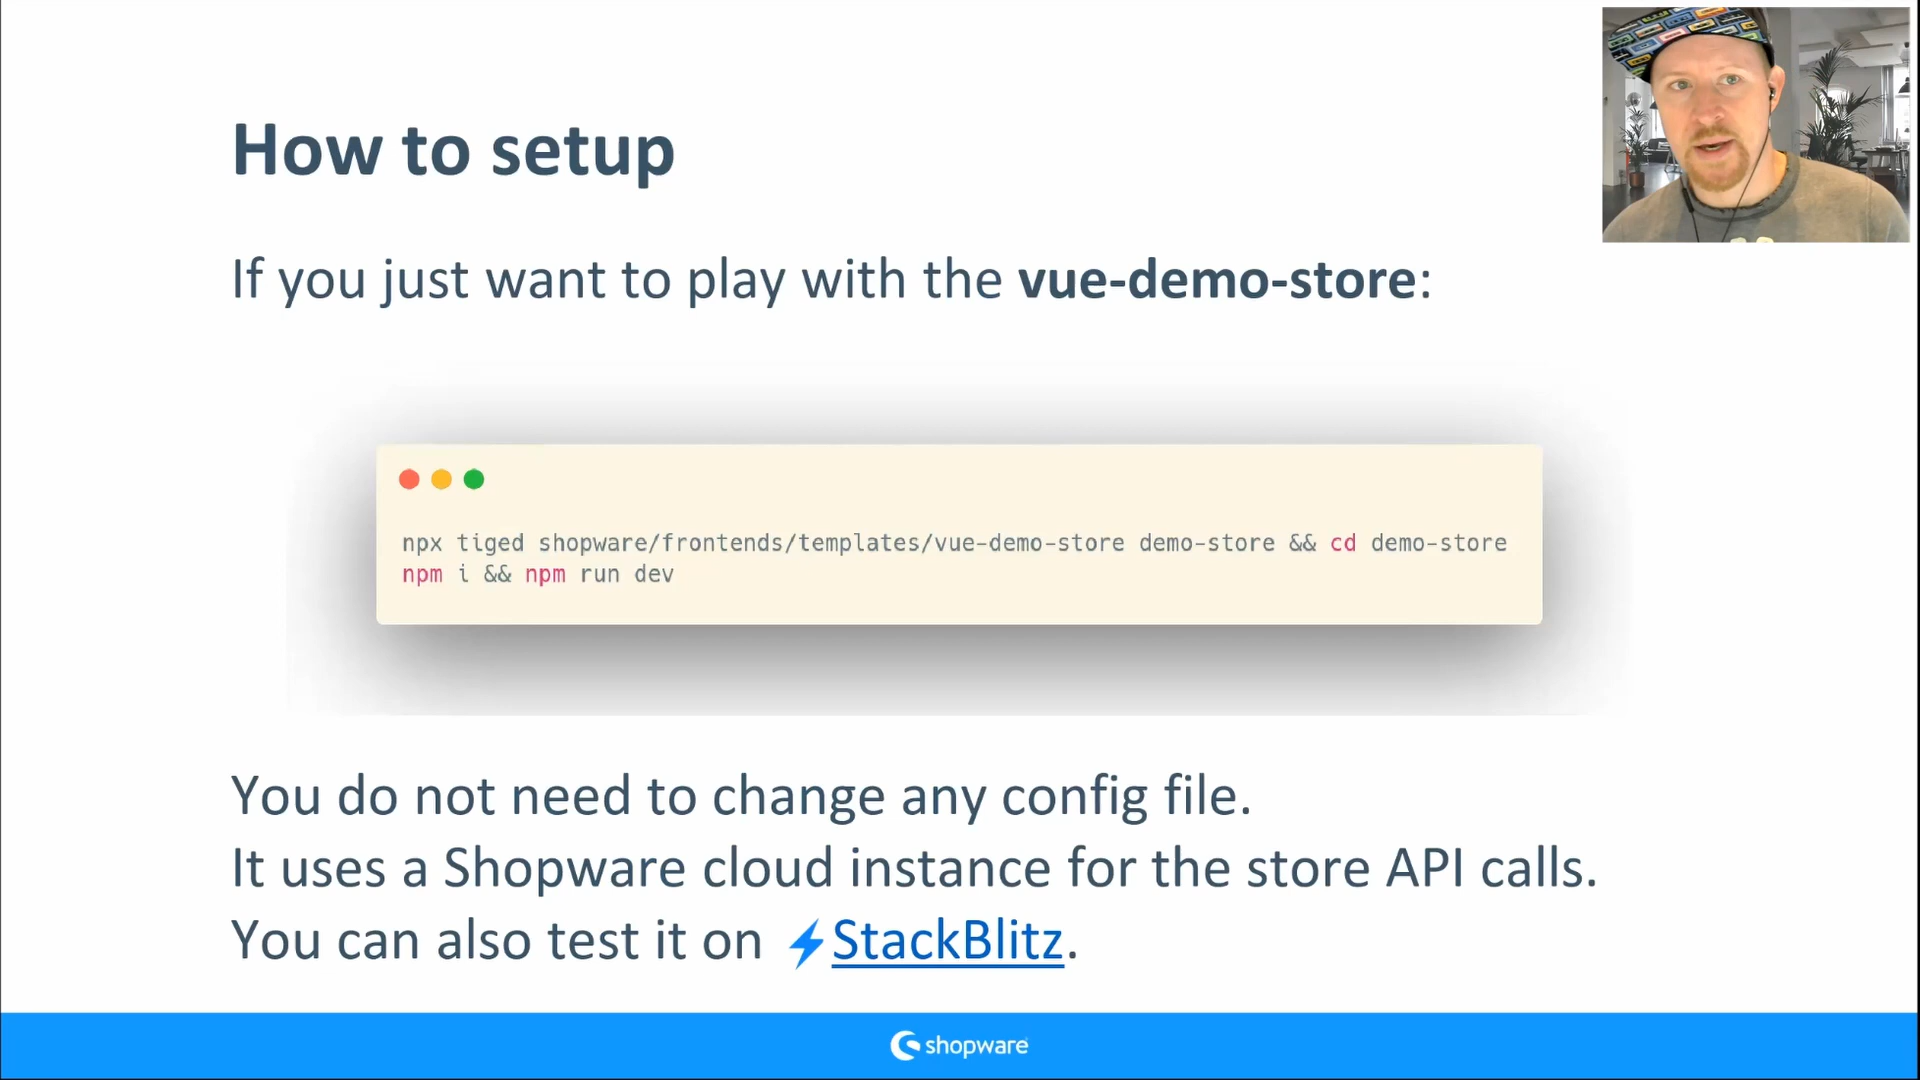 How to setup
If you just want to play with the vue-demo-store:
npx tiged shopware/frontends/templates/vue-demo-store demo-store && cd demo-store
npm i && npm run dev
You do not need to change any config file.
It uses a Shopware cloud instance for the store API calls.
You can also test it on ⚡StackBlitz.
shopware